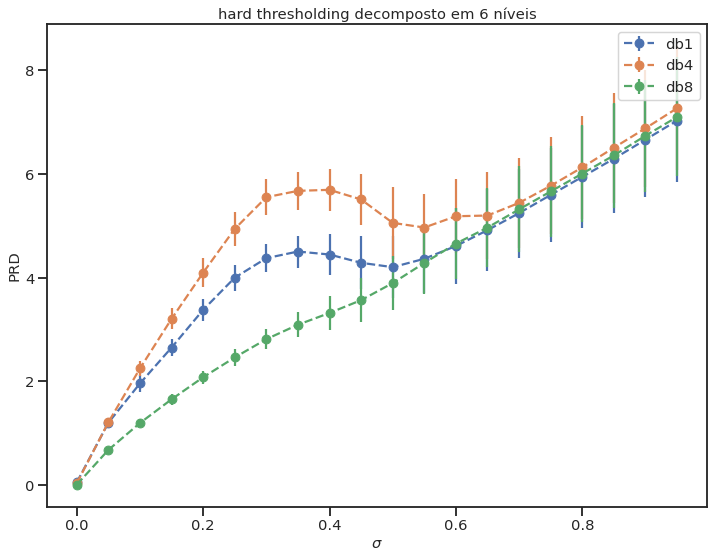 hard thresholding decomposto em 6 níveis
db1
db4
db8
PRD
8
6
4
2
0
0.0 0.2 0.4 0.6 0.8
σ